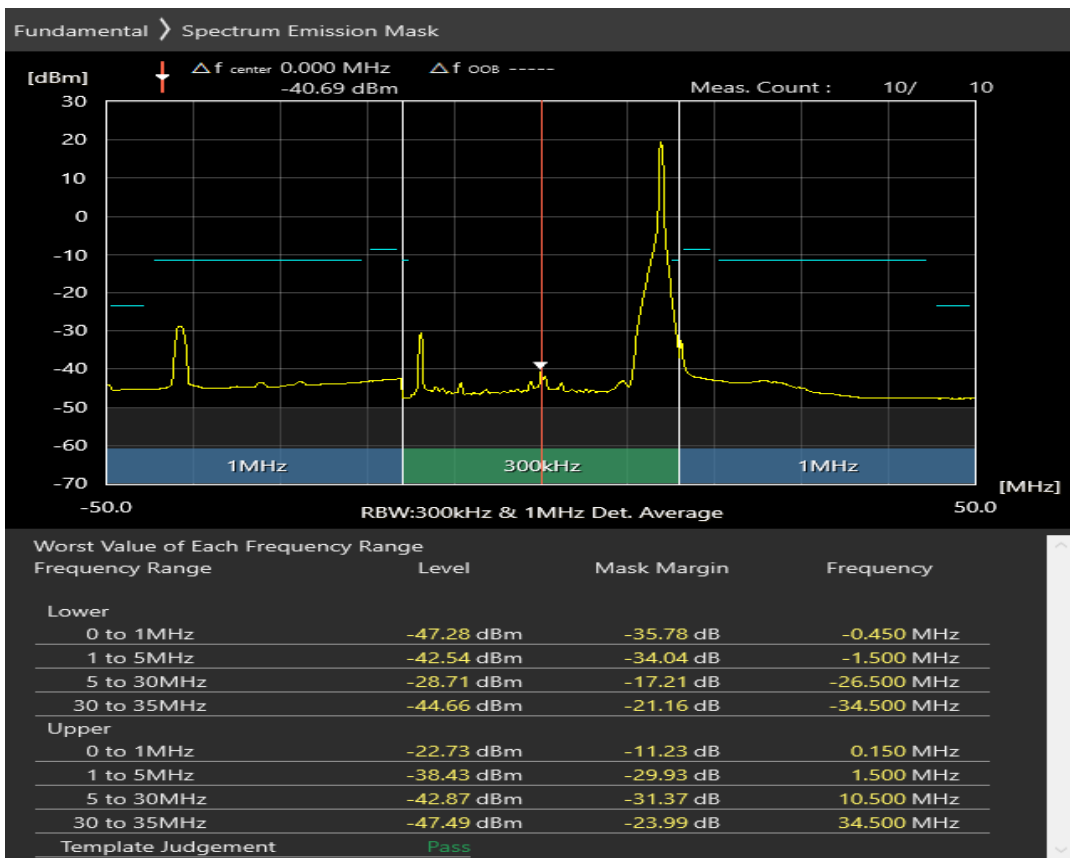 Fundamental 〉 Spectrum Emission Mask
[dBm] △f center 0.000 MHz △f OOB -----
-40.69 dBm Meas. Count : 10/ 10
30
20
10
0
-10
-20
-30
-40
-50
-60
-70
1MHz 300kHz 1MHz
[MHz]
-50.0 RBW:300kHz & 1MHz Det. Average 50.0
Worst Value of Each Frequency Range
Frequency Range Level Mask Margin Frequency
Lower
0 to 1MHz -47.28 dBm -35.78 dB -0.450 MHz
1 to 5MHz -42.54 dBm -34.04 dB -1.500 MHz
5 to 30MHz -28.71 dBm -17.21 dB -26.500 MHz
30 to 35MHz -44.66 dBm -21.16 dB -34.500 MHz
Upper
0 to 1MHz -22.73 dBm -11.23 dB 0.150 MHz
1 to 5MHz -38.43 dBm -29.93 dB 1.500 MHz
5 to 30MHz -42.87 dBm -31.37 dB 10.500 MHz
30 to 35MHz -47.49 dBm -23.99 dB 34.500 MHz
Template Judgement Pass